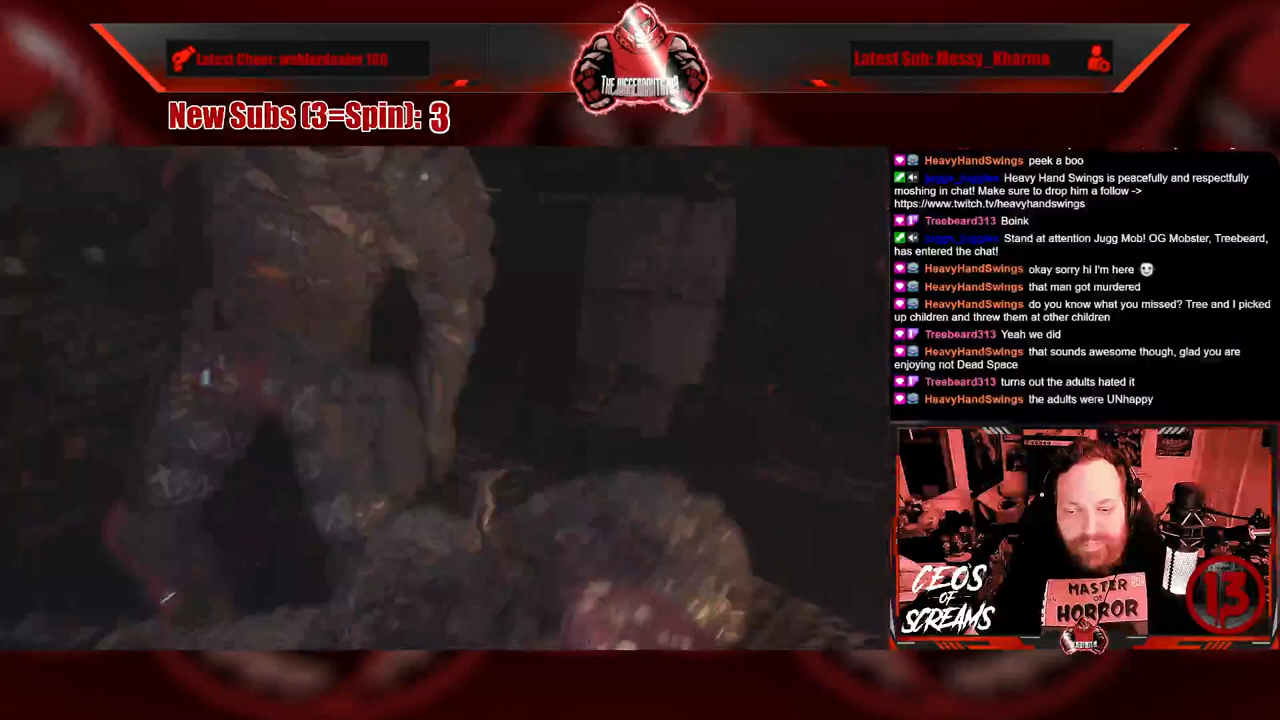 Latest Cheer: 100
Latest Sub: Messy_Kharma
New Subs (3=Spin): 3
HeavyHandSwings peek a boo
Heavy Hand Swings is peacefully and respectfully
moshing in chat! Make sure to drop him a follow ->
https://www.twitch.tv/heavyhandswings
Treebeard313 Boink
Stand at attention Jugg Mob! OG Mobster, Treebeard,
has entered the chat!
HeavyHandSwings okay sorry hi I'm here
HeavyHandSwings that man got murdered
HeavyHandSwings do you know what you missed? Tree and I picked
up children and threw them at other children
Treebeard313 Yeah we did
HeavyHandSwings that sounds awesome though, glad you are
enjoying not Dead Space
Treebeard313 turns out the adults hated it
HeavyHandSwings the adults were UNhappy
CEO'S
OF
SCREAMS
MASTER
OF
HORROR
13